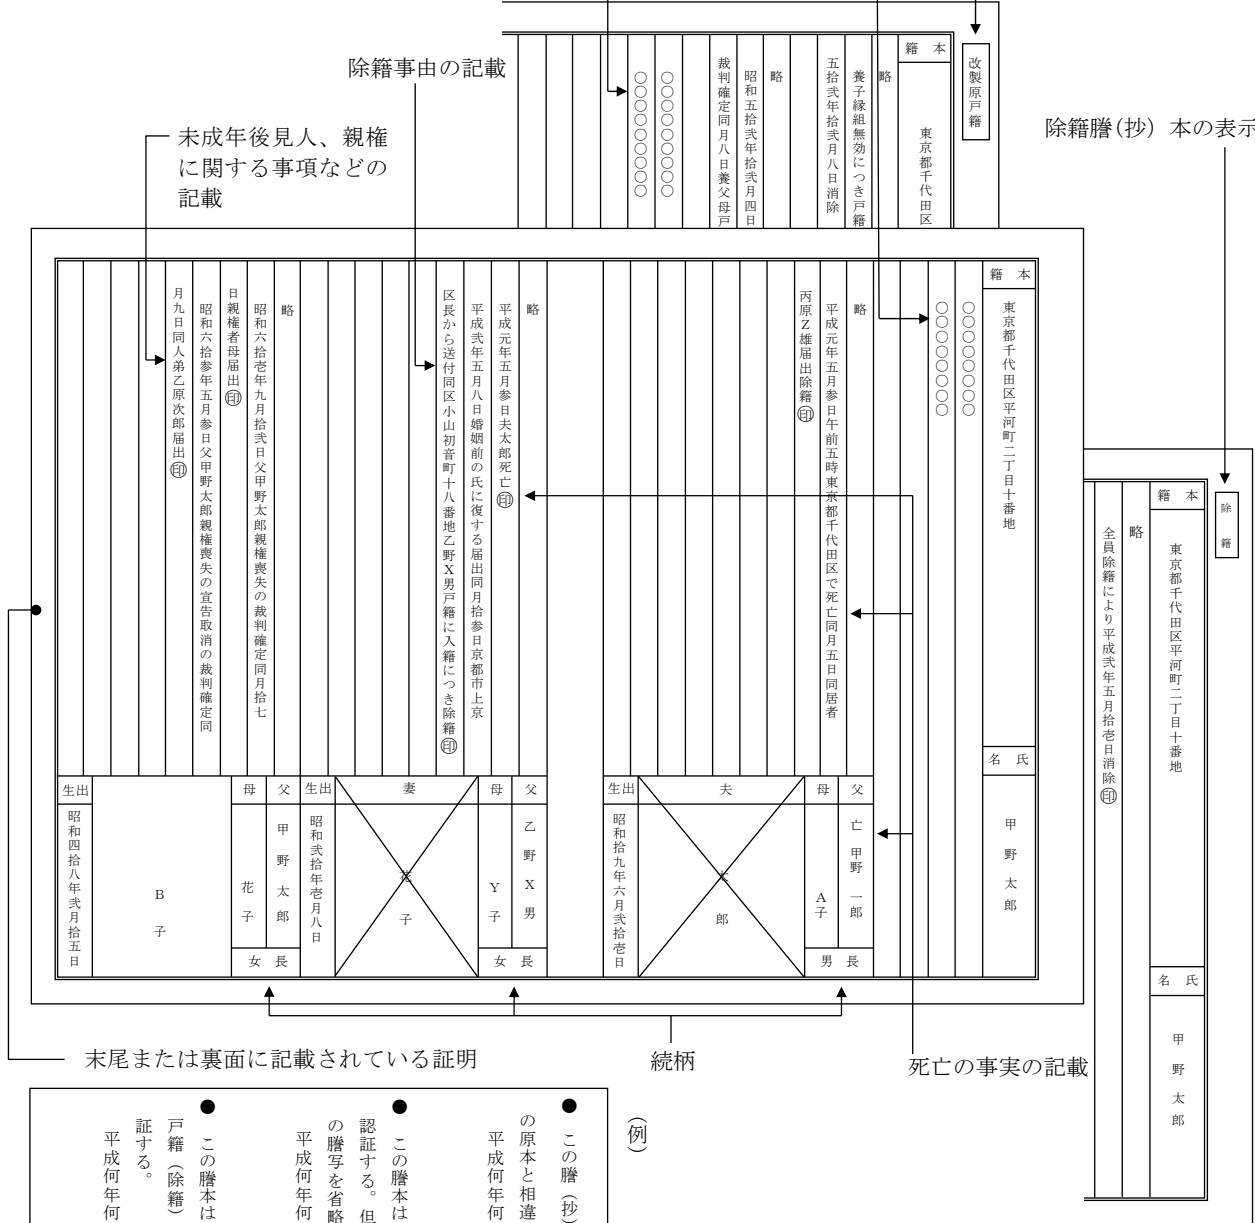 改製原戸籍
本籍
東京都千代田区
略
養子縁組無効につき戸籍
五拾弐年拾弐月八日消除
略
昭和五拾弐年拾弐月四日
裁判確定同月八日養父母戸
〇〇〇〇〇〇〇〇
〇〇〇〇〇〇〇〇
除籍事由の記載
未成年後見人、親権
に関する事項などの
記載
除籍謄(抄)本の表示
本籍
東京都千代田区平河町二丁目十番地
氏名
甲野太郎
〇〇〇〇〇〇〇〇
〇〇〇〇〇〇〇〇
略
平成元年五月参日午前五時東京都千代田区で死亡同月五日同居者
丙原Z雄届出除籍㊞
父
亡甲野一郎
母
A子
長男
夫
太郎
出生
昭和拾九年六月弐拾壱日
略
平成元年五月参日夫太郎死亡㊞
平成弐年五月八日婚姻前の氏に復する届出同月拾参日京都市上京
区長から送付同区小山初音町十八番地乙野X男戸籍に入籍につき除籍㊞
父
乙野X男
母
Y子
長女
妻
花子
出生
昭和弐拾年壱月八日
略
昭和六拾壱年九月拾弐日父甲野太郎親権喪失の裁判確定同月拾七
日親権者母届出㊞
昭和六拾参年五月参日父甲野太郎親権喪失の宣告取消の裁判確定同
月九日同人弟乙原次郎届出㊞
父
甲野太郎
母
花子
長女
B子
出生
昭和四拾八年弐月拾五日
除籍
本籍
東京都千代田区平河町二丁目十番地
氏名
甲野太郎
略
全員除籍により平成弐年五月拾壱日消除㊞
末尾または裏面に記載されている証明
続柄
死亡の事実の記載
(例)
● この謄(抄)
の原本と相違
平成何年何
● この謄本は
認証する。但
の謄写を省略
平成何年何
● この謄本は
戸籍(除籍)
証する。
平成何年何